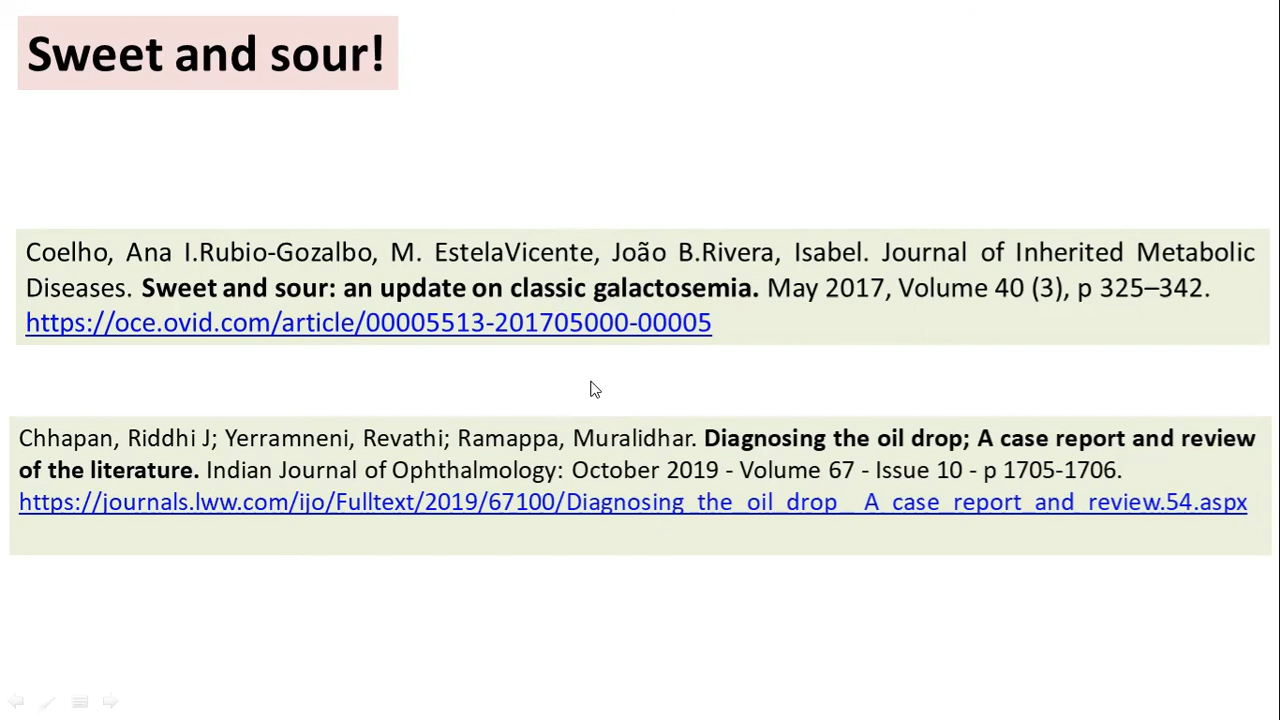 Sweet and sour!
Coelho, Ana I.Rubio-Gozalbo, M. EstelaVicente, João B.Rivera, Isabel. Journal of Inherited Metabolic
Diseases. Sweet and sour: an update on classic galactosemia. May 2017, Volume 40 (3), p 325–342.
https://oce.ovid.com/article/00005513-201705000-00005
Chhapan, Riddhi J; Yerramneni, Revathi; Ramappa, Muralidhar. Diagnosing the oil drop; A case report and review
of the literature. Indian Journal of Ophthalmology: October 2019 - Volume 67 - Issue 10 - p 1705-1706.
https://journals.lww.com/ijo/Fulltext/2019/67100/Diagnosing_the_oil_drop__A_case_report_and_review.54.aspx